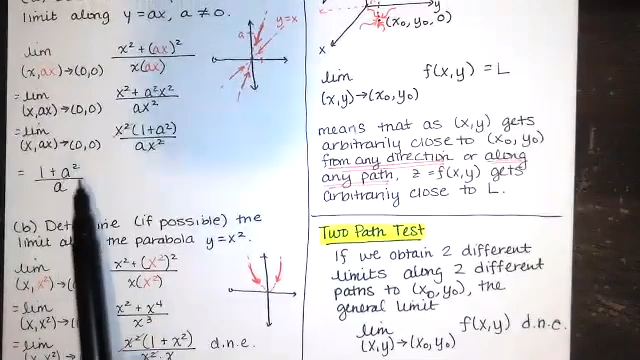 limit along y=ax, a ≠ 0.
lim (x,ax)→(0,0) x²+(ax)² / x(ax)
= lim (x,ax)→(0,0) x²+a²x² / ax²
= lim (x,ax)→(0,0) x²(1+a²) / ax²
= 1+a² / a
a
y=x
(b) (if possible) the
limit the parabola y=x².
lim (x,x²)→ x²+(x²)² / x(x²)
= lim (x,x²)→ x²+x⁴ / x³
= lim x²(1+x²) / x²·x d.n.e.
y
x
(x₀,y₀,0)
lim (x,y)→(x₀,y₀) f(x,y) = L
means that as (x,y) gets
arbitrarily close to (x₀,y₀)
from any direction or along
any path, z=f(x,y) gets
arbitrarily close to L.
Two Path Test
If we obtain 2 different
limits along 2 different
paths to (x₀,y₀), the
general limit
lim (x,y)→(x₀,y₀) f(x,y) d.n.e.